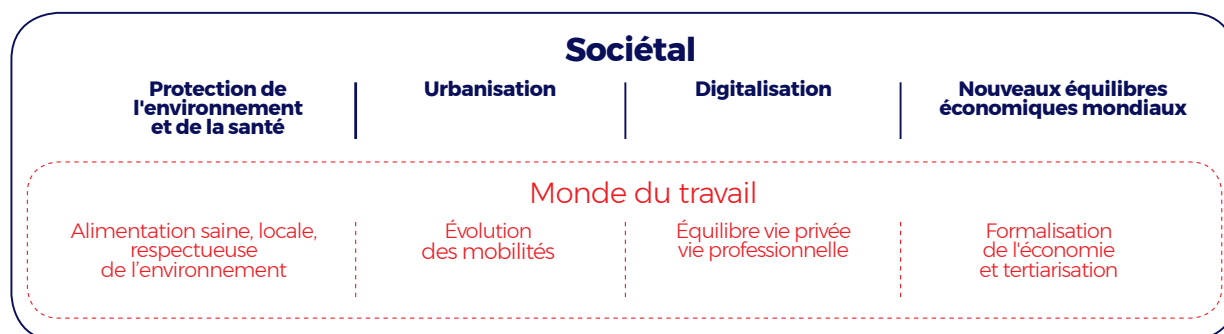 Sociétal
Protection de
l'environnement
et de la santé
Urbanisation
Digitalisation
Nouveaux équilibres
économiques mondiaux
Monde du travail
Alimentation saine, locale,
respectueuse
de l’environnement
Évolution
des mobilités
Équilibre vie privée
vie professionnelle
Formalisation
de l'économie
et tertiarisation